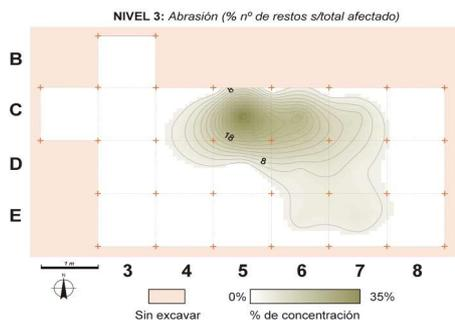 NIVEL 3: Abrasión (% nº de restos s/total afectado)
B
C
D
E
8
18
8
1 m
N
3 4 5 6 7 8
0% 35%
Sin excavar % de concentración